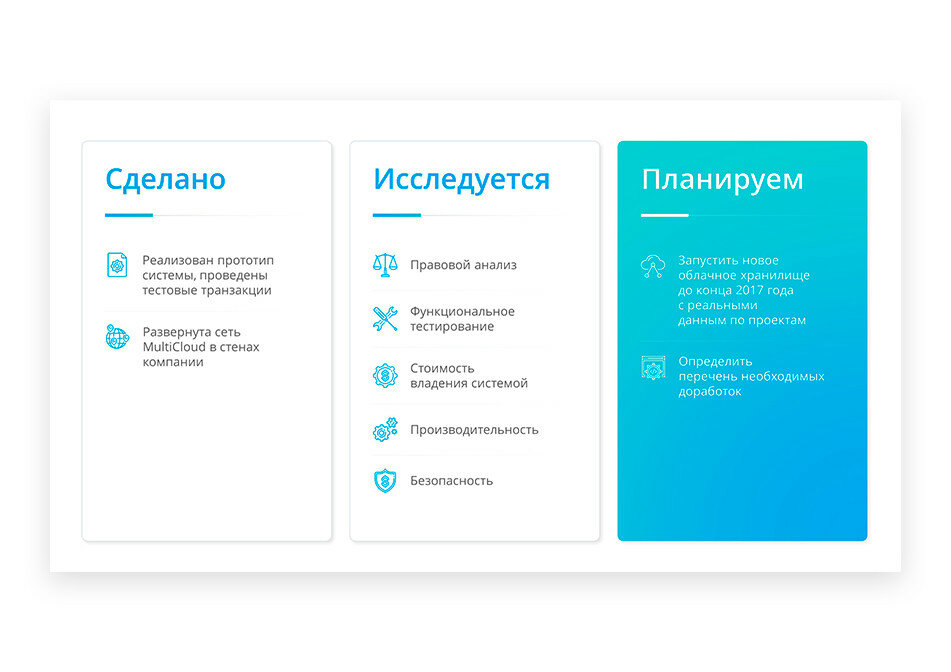 Сделано
Реализован прототип
системы, проведены
тестовые транзакции
Развернута сеть
MultiCloud в стенах
компании
Исследуется
Правовой анализ
Функциональное
тестирование
Стоимость
владения системой
Производительность
Безопасность
Планируем
Запустить новое
облачное хранилище
до конца 2017 года
с реальными
данным по проектам
Определить
перечень необходимых
доработок